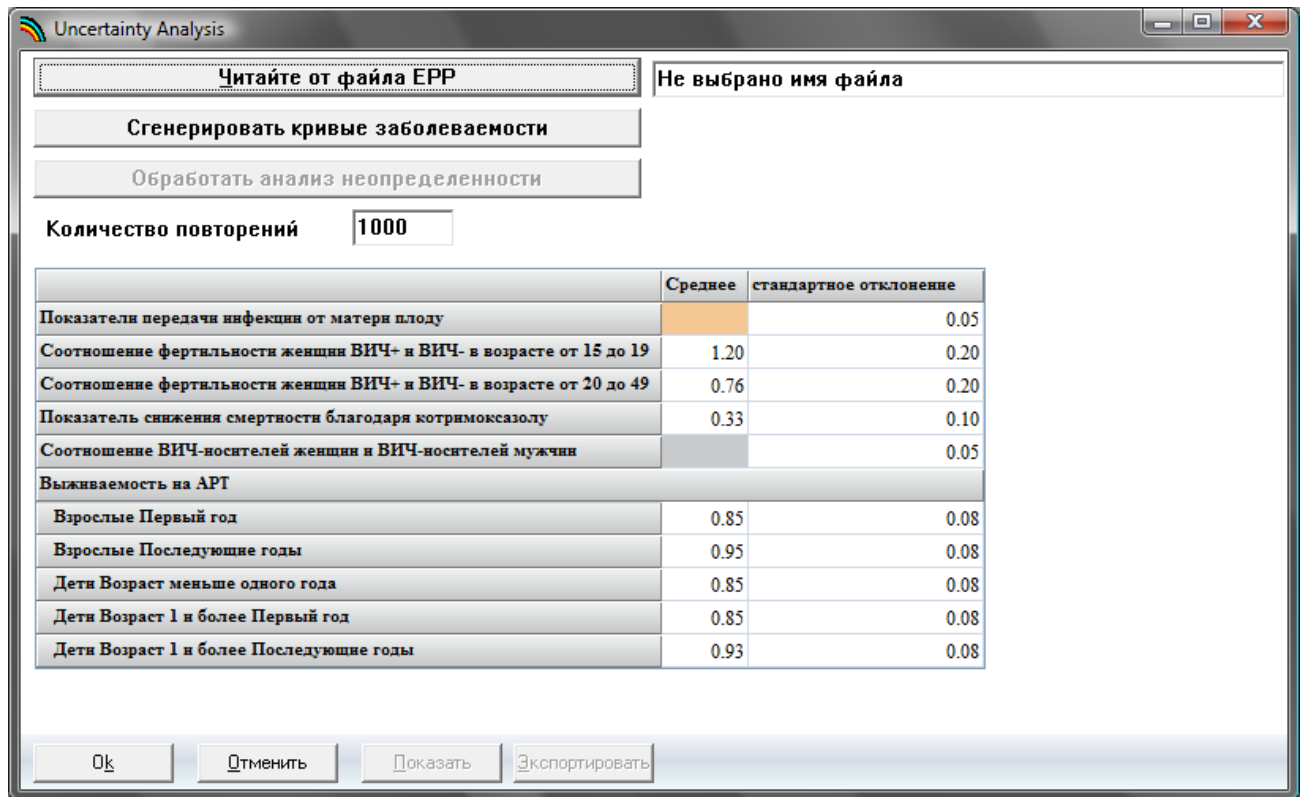 Uncertainty Analysis
Читайте от файла EPP
Не выбрано имя файла
Сгенерировать кривые заболеваемости
Обработать анализ неопределенности
Количество повторений 1000
Среднее стандартное отклонение
Показатели передачи инфекции от матери плоду 0.05
Соотношение фертильности женщин ВИЧ+ и ВИЧ- в возрасте от 15 до 19 1.20 0.20
Соотношение фертильности женщин ВИЧ+ и ВИЧ- в возрасте от 20 до 49 0.76 0.20
Показатель снижения смертности благодаря котримоксазолу 0.33 0.10
Соотношение ВИЧ-носителей женщин и ВИЧ-носителей мужчин 0.05
Выживаемость на АРТ
Взрослые Первый год 0.85 0.08
Взрослые Последующие годы 0.95 0.08
Дети Возраст меньше одного года 0.85 0.08
Дети Возраст 1 и более Первый год 0.85 0.08
Дети Возраст 1 и более Последующие годы 0.93 0.08
Ok Отменить Показать Экспортировать